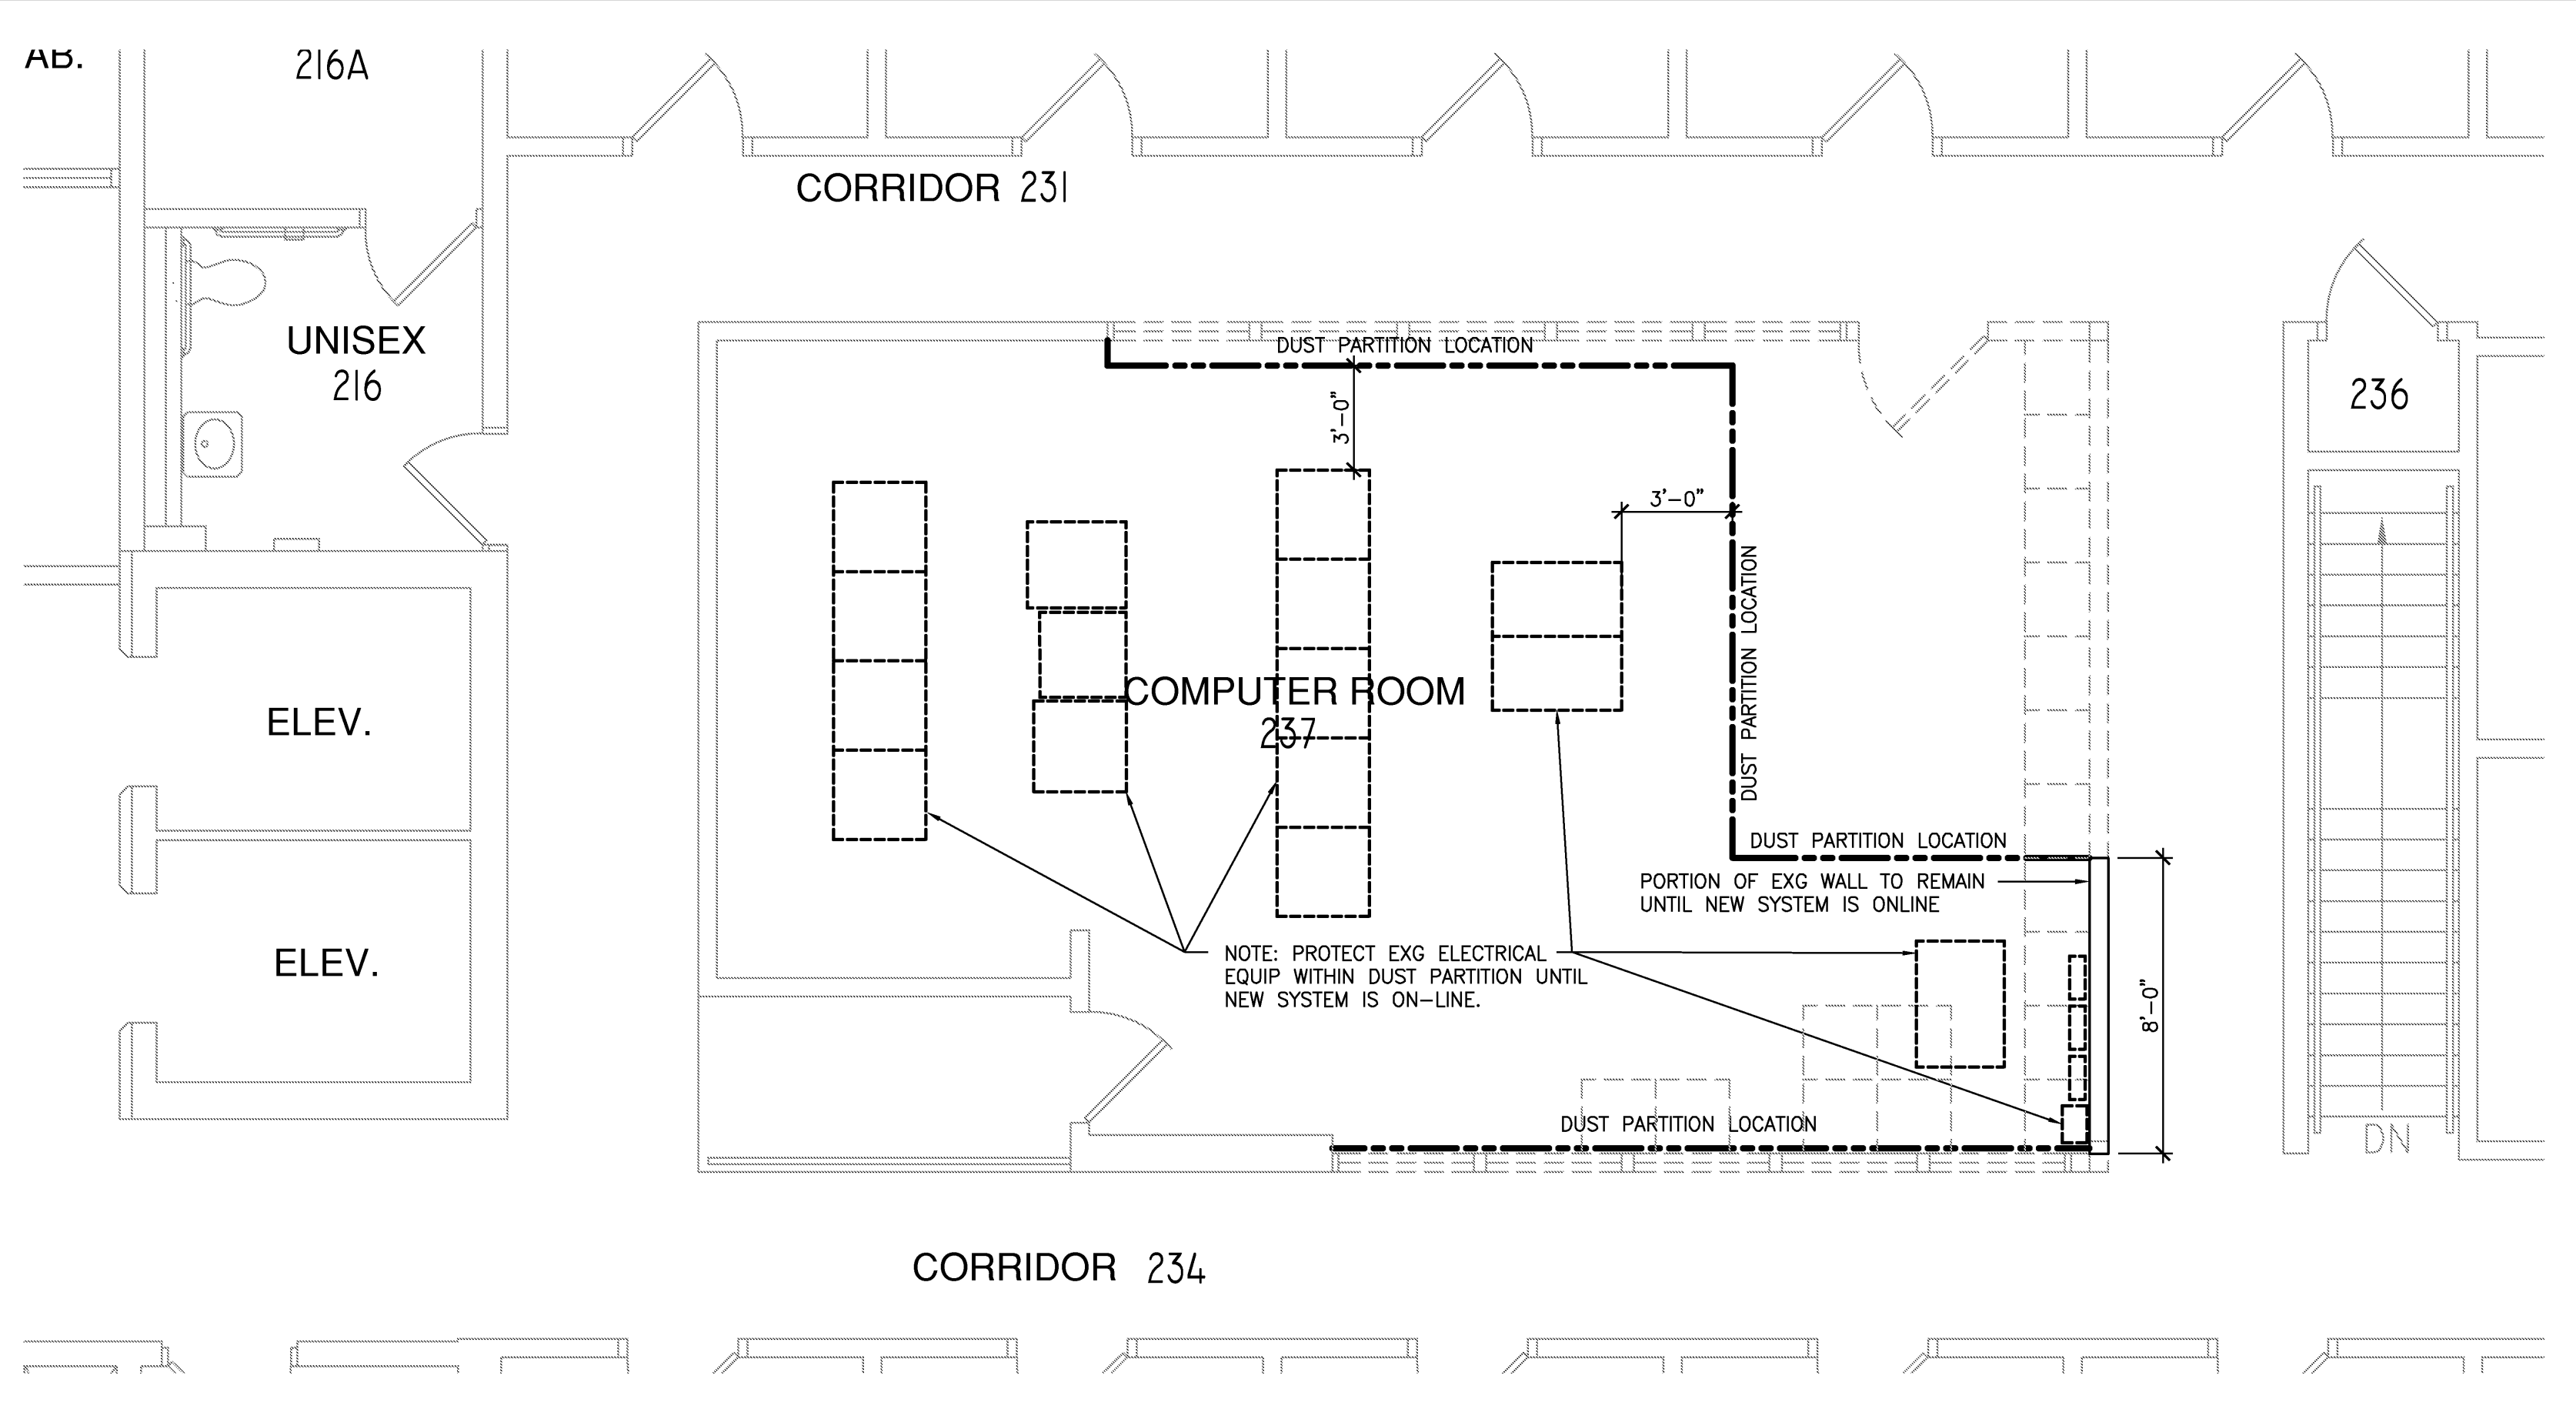 AB.
216A
CORRIDOR 231
UNISEX
216
DUST PARTITION LOCATION
3'-0"
236
3'-0"
DUST PARTITION LOCATION
COMPUTER ROOM
237
ELEV.
DUST PARTITION LOCATION
PORTION OF EXG WALL TO REMAIN
UNTIL NEW SYSTEM IS ONLINE
ELEV.
NOTE: PROTECT EXG ELECTRICAL
EQUIP WITHIN DUST PARTITION UNTIL
NEW SYSTEM IS ON-LINE.
8'-0"
DUST PARTITION LOCATION
DN
CORRIDOR 234